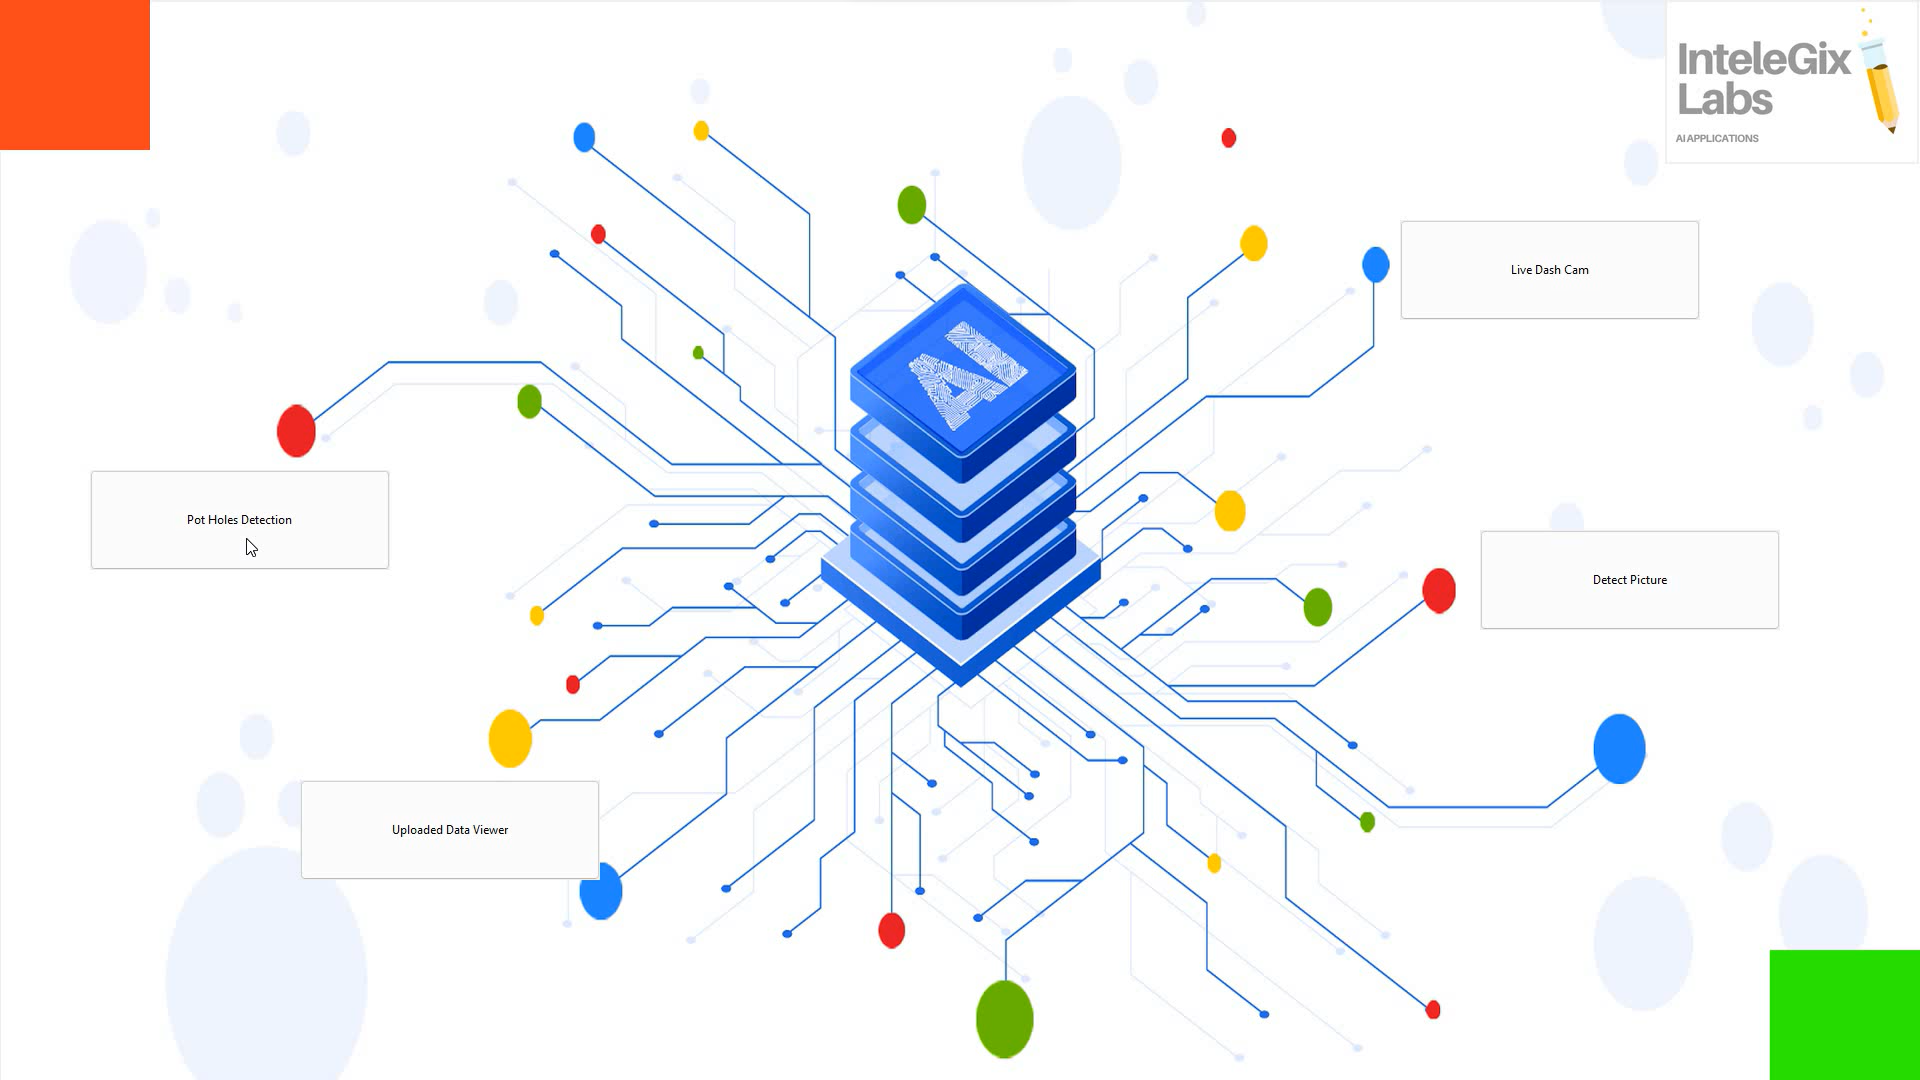 InteleGix
Labs
AI APPLICATIONS
Live Dash Cam
AI
Pot Holes Detection
Detect Picture
Uploaded Data Viewer